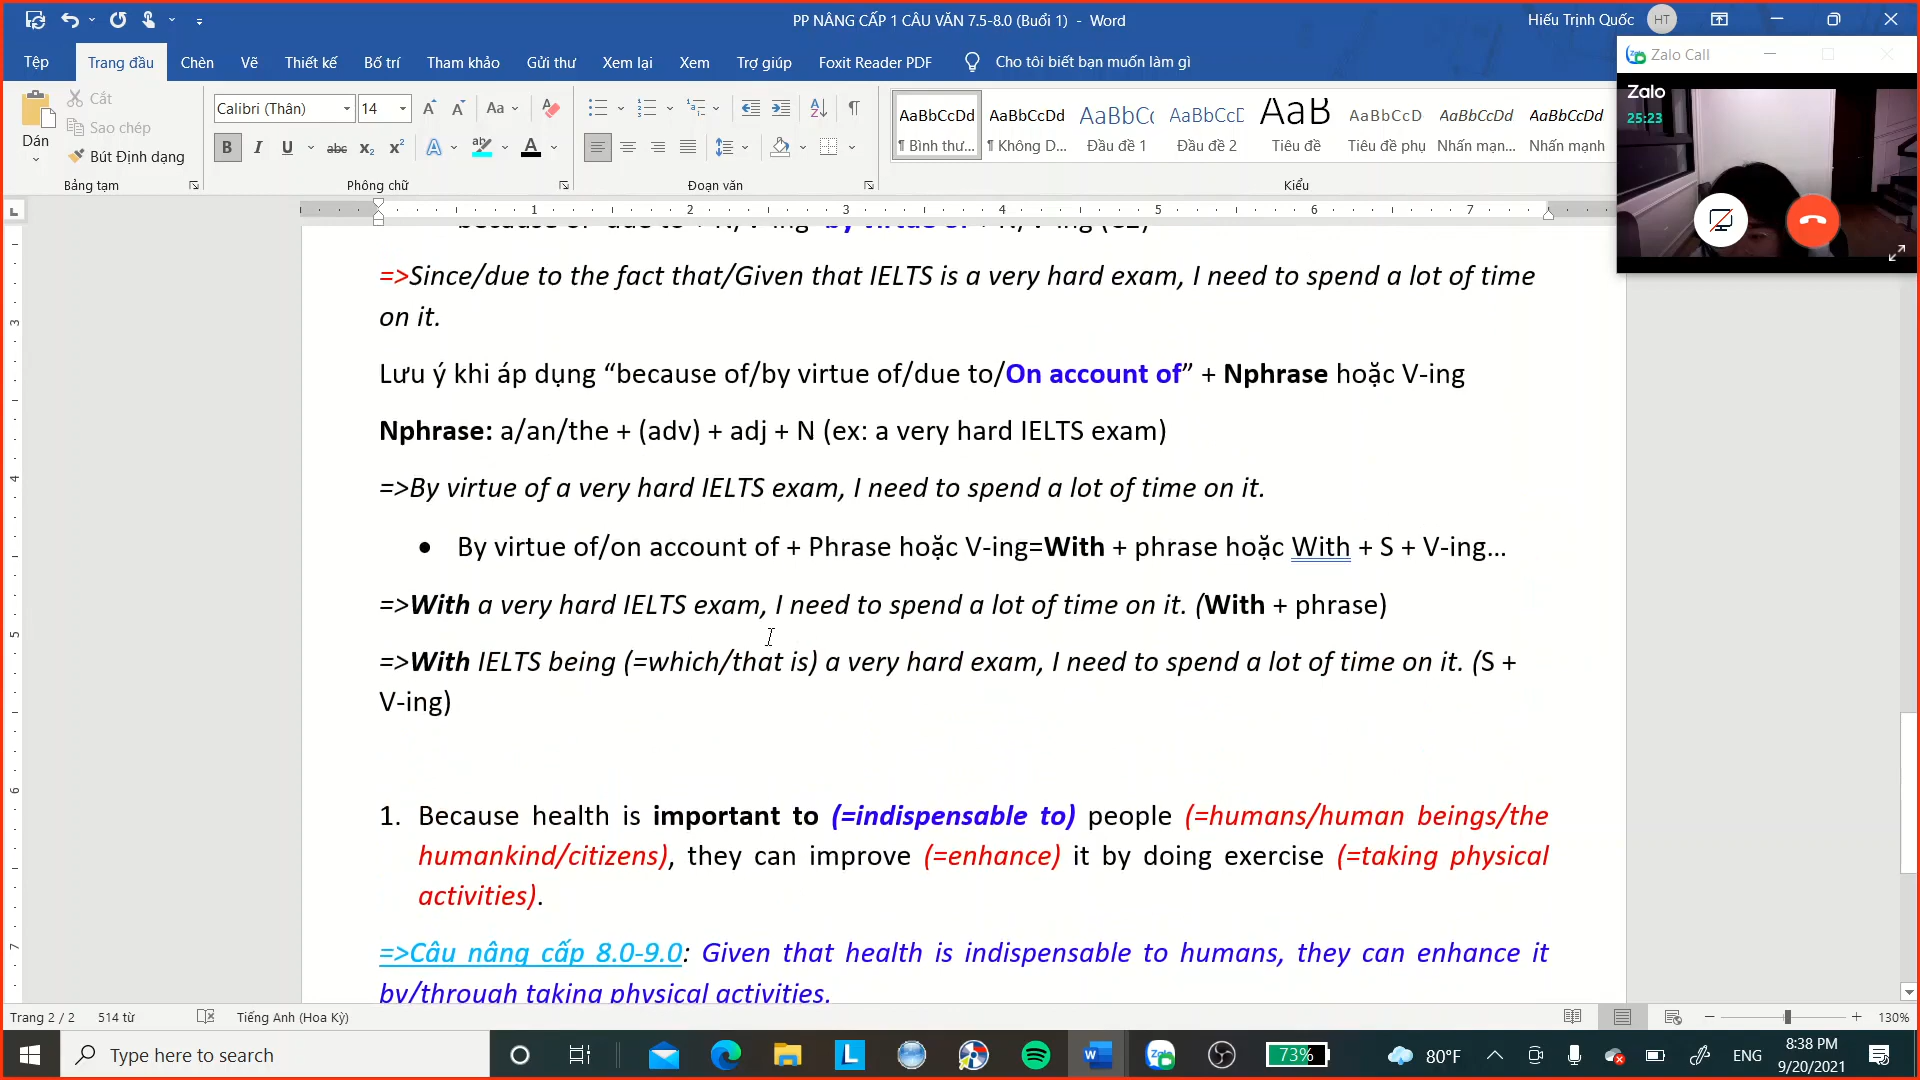 PP NÂNG CẤP 1 CÂU VĂN 7.5-8.0 (Buổi 1) - Word
Hiếu Trịnh Quốc
HT
Tệp Trang đầu Chèn Vẽ Thiết kế Bố trí Tham khảo Gửi thư Xem lại Xem Trợ giúp Foxit Reader PDF Cho tôi biết bạn muốn làm gì
Zalo Call
Zalo
25:23
Dán
Cắt
Sao chép
Bút Định dạng
Bảng tạm
Calibri (Thân) 14
Phông chữ
Đoạn văn
AaBbCcDd AaBbCcDd AaBbCc AaBbCcD AaB AaBbCcD AaBbCcDd AaBbCcDd
¶ Bình thư... ¶ Không D... Đầu đề 1 Đầu đề 2 Tiêu đề Tiêu đề phụ Nhấn mạn... Nhấn mạnh
Kiểu
1 2 3 4 5 6 7
=>Since/due to the fact that/Given that IELTS is a very hard exam, I need to spend a lot of time
on it.
Lưu ý khi áp dụng “because of/by virtue of/due to/On account of” + Nphrase hoặc V-ing
Nphrase: a/an/the + (adv) + adj + N (ex: a very hard IELTS exam)
=>By virtue of a very hard IELTS exam, I need to spend a lot of time on it.
• By virtue of/on account of + Phrase hoặc V-ing=With + phrase hoặc With + S + V-ing...
=>With a very hard IELTS exam, I need to spend a lot of time on it. (With + phrase)
=>With IELTS being (=which/that is) a very hard exam, I need to spend a lot of time on it. (S +
V-ing)
1. Because health is important to (=indispensable to) people (=humans/human beings/the
humankind/citizens), they can improve (=enhance) it by doing exercise (=taking physical
activities).
=>Câu nâng cấp 8.0-9.0: Given that health is indispensable to humans, they can enhance it
by/through taking physical activities.
Trang 2 / 2 514 từ Tiếng Anh (Hoa Kỳ)
130%
Type here to search
73%
80°F
ENG
8:38 PM
9/20/2021